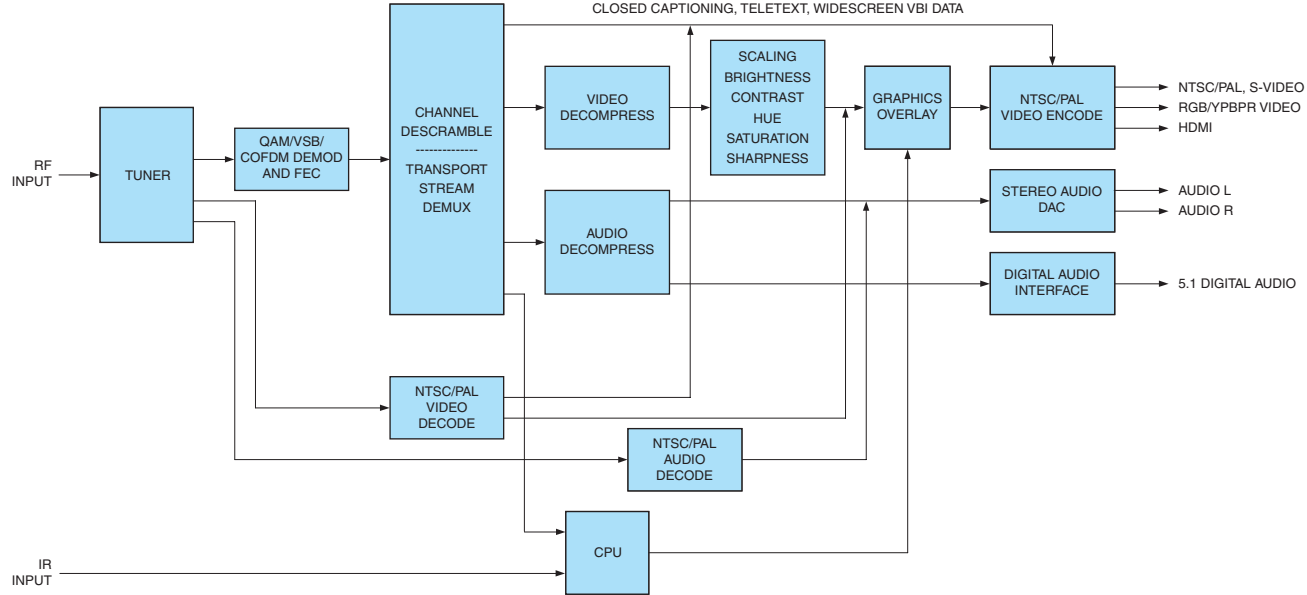 CLOSED CAPTIONING, TELETEXT, WIDESCREEN VBI DATA
RF
INPUT
TUNER
QAM/VSB/
COFDM DEMOD
AND FEC
CHANNEL
DESCRAMBLE
---------------
TRANSPORT
STREAM
DEMUX
VIDEO
DECOMPRESS
SCALING
BRIGHTNESS
CONTRAST
HUE
SATURATION
SHARPNESS
GRAPHICS
OVERLAY
NTSC/PAL
VIDEO ENCODE
NTSC/PAL, S-VIDEO
RGB/YPBPR VIDEO
HDMI
AUDIO
DECOMPRESS
STEREO AUDIO
DAC
AUDIO L
AUDIO R
DIGITAL AUDIO
INTERFACE
5.1 DIGITAL AUDIO
NTSC/PAL
VIDEO
DECODE
NTSC/PAL
AUDIO
DECODE
CPU
IR
INPUT